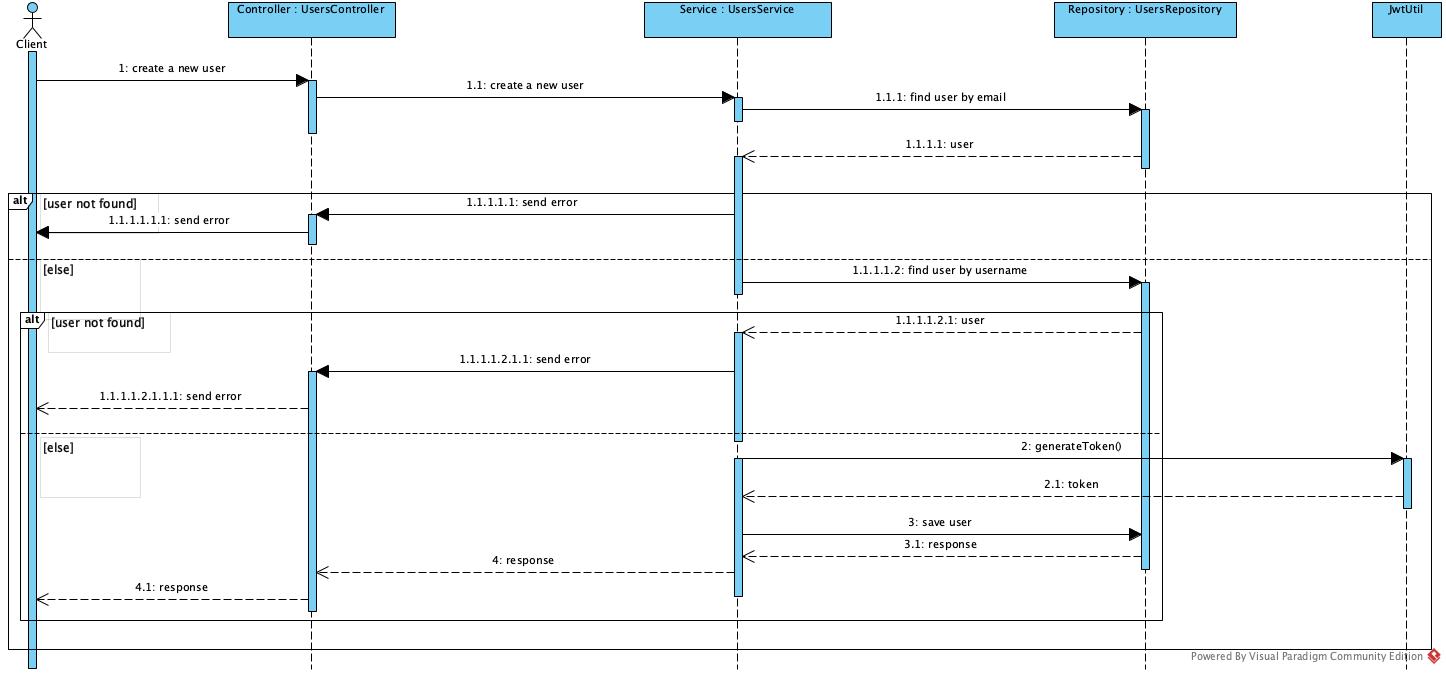 Controller : UsersController
Service : UsersService
Repository : UsersRepository
JwtUtil
Client
1: create a new user
1.1: create a new user
1.1.1: find user by email
1.1.1.1: user
alt
[user not found]
1.1.1.1.1: send error
1.1.1.1.1.1: send error
[else]
1.1.1.1.2: find user by username
alt
[user not found]
1.1.1.1.2.1: user
1.1.1.1.2.1.1: send error
1.1.1.1.2.1.1.1: send error
[else]
2: generateToken()
2.1: token
3: save user
3.1: response
4: response
4.1: response
Powered By Visual Paradigm Community Edition